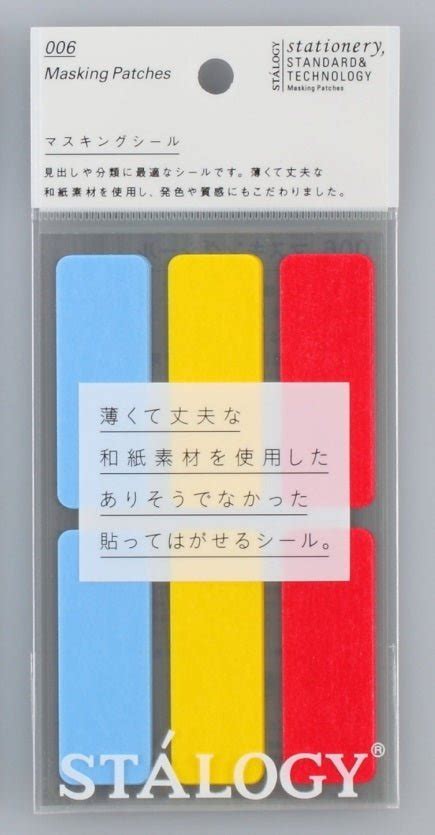 006
Masking Patches
STÁLOGY
stationery,
STANDARD&
TECHNOLOGY
Masking Patches
マスキングシール
見出しや分類に最適なシールです。薄くて丈夫な
和紙素材を使用し、発色や質感にもこだわりました。
薄くて丈夫な
和紙素材を使用した
ありそうでなかった
貼ってはがせるシール。
STÁLOGY®